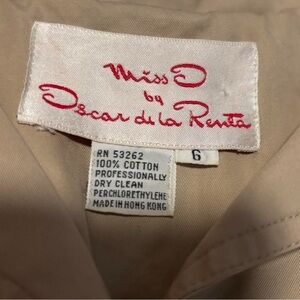 Miss O
by
Oscar de la Renta
6
RN 53262
100% COTTON
PROFESSIONALLY
DRY CLEAN
PERCHLORETHYLENE
MADE IN HONG KONG